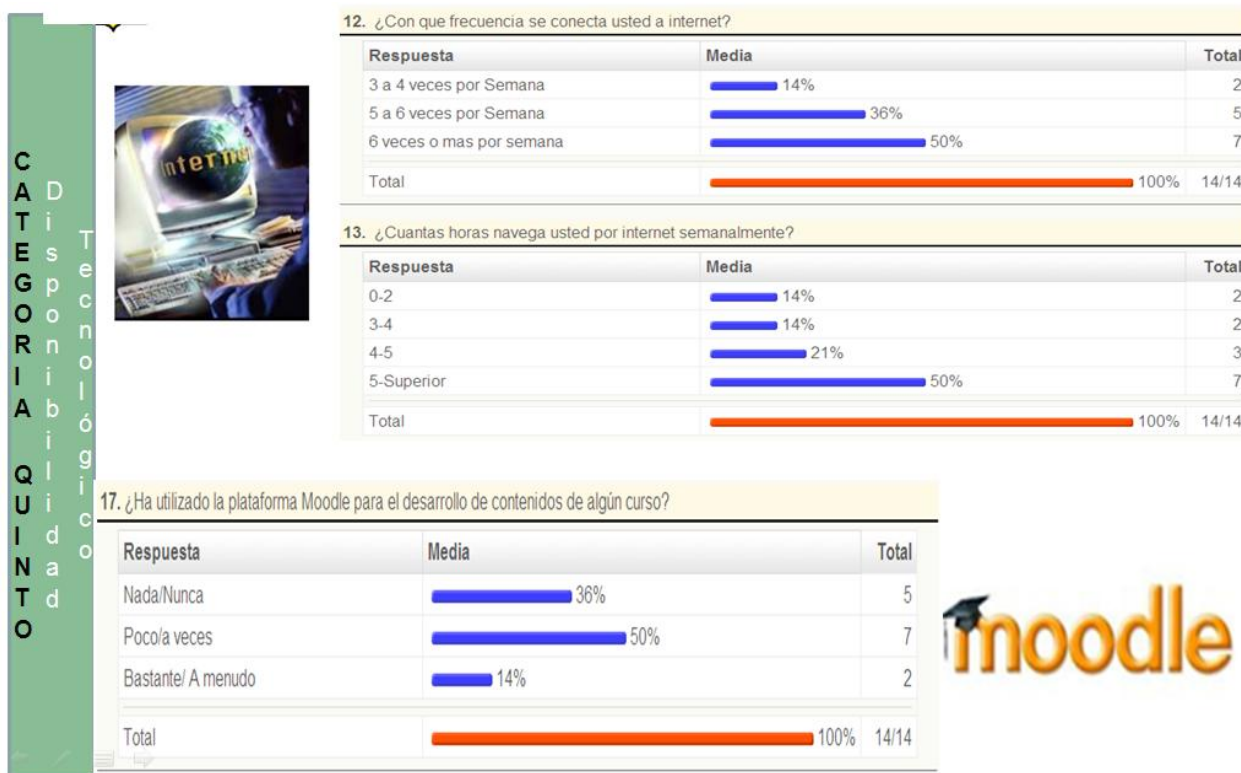 CATEGORIA QUINTO
Disponibilidad
Tecnológico
Internet
12. ¿Con que frecuencia se conecta usted a internet?
Respuesta Media Total
3 a 4 veces por Semana 14% 2
5 a 6 veces por Semana 36% 5
6 veces o mas por semana 50% 7
Total 100% 14/14
13. ¿Cuantas horas navega usted por internet semanalmente?
Respuesta Media Total
0-2 14% 2
3-4 14% 2
4-5 21% 3
5-Superior 50% 7
Total 100% 14/14
17. ¿Ha utilizado la plataforma Moodle para el desarrollo de contenidos de algún curso?
Respuesta Media Total
Nada/Nunca 36% 5
Poco/a veces 50% 7
Bastante/ A menudo 14% 2
Total 100% 14/14
moodle